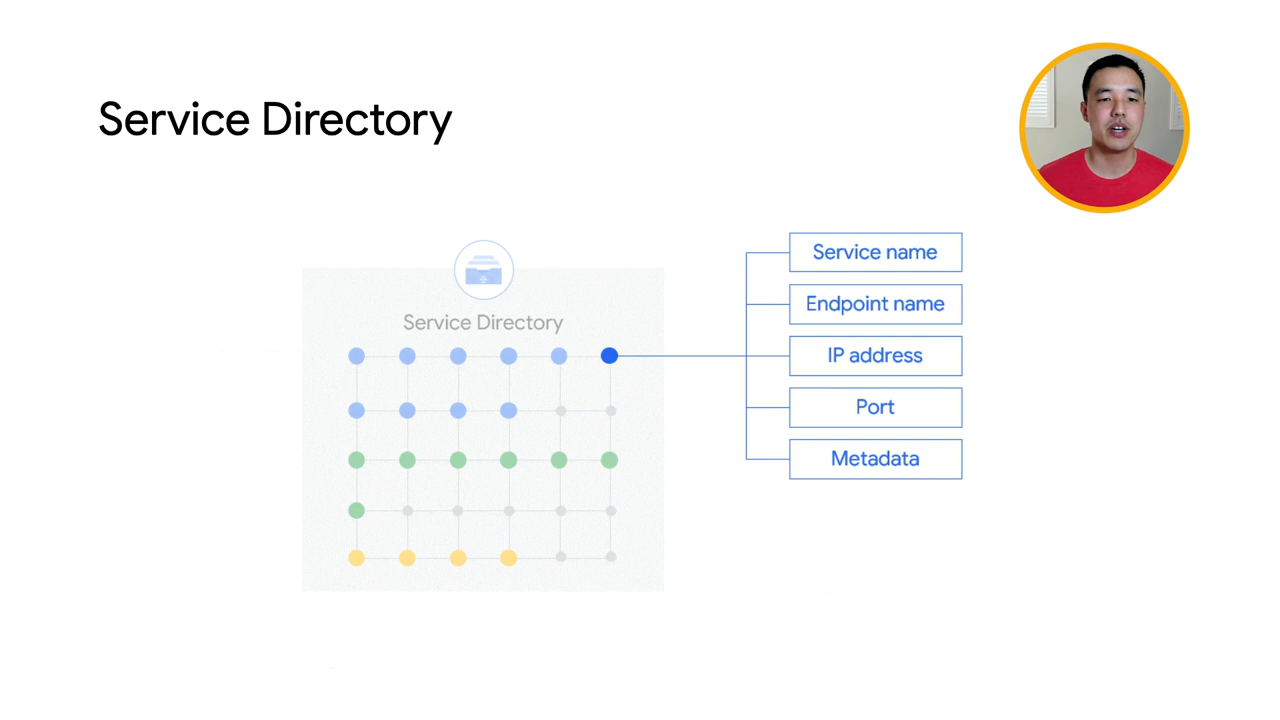 Service Directory
Service Directory
Service name
Endpoint name
IP address
Port
Metadata